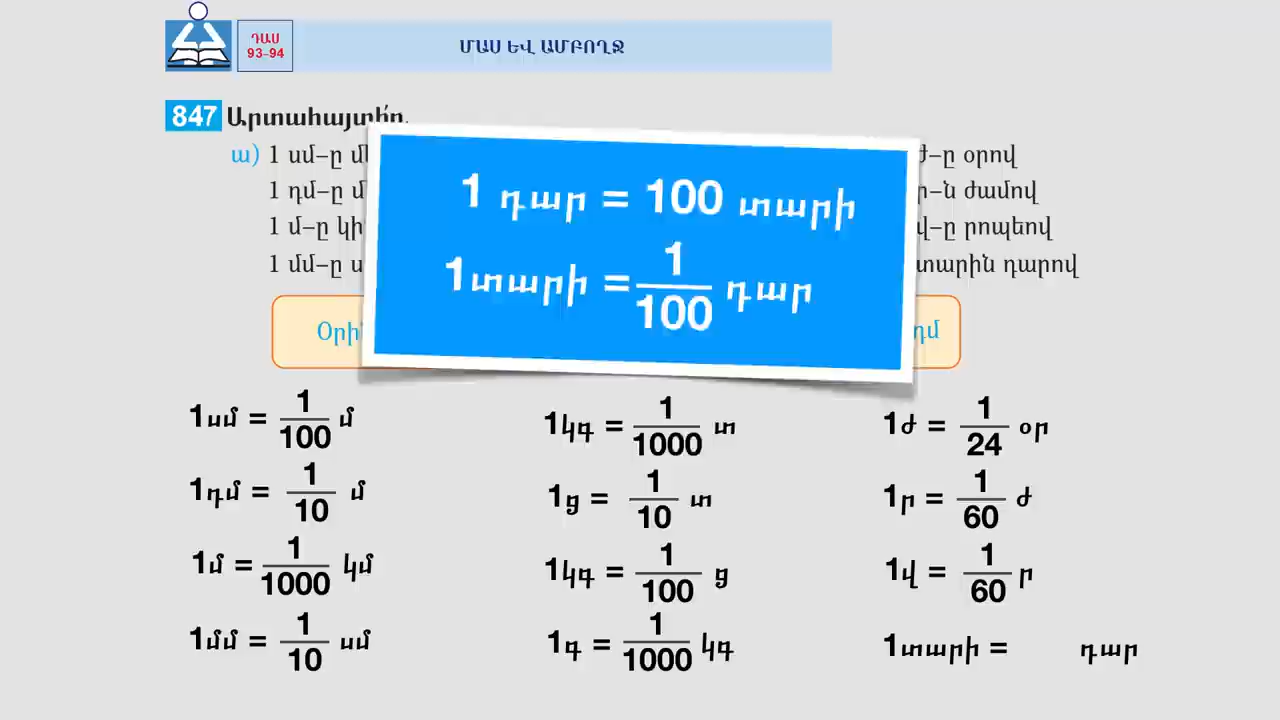 ԴԱՍ
93-94
ՄԱՍ ԵՎ ԱՄԲՈՂՋ
847 Արտահայտե՛ք.
ա) 1 սմ–ը
1 դմ–ը
1 մ–ը
1 մմ–ը
ժ–ը օրով
ր–ն ժամով
վ–ը րոպեով
տարին դարով
դմ
1 դար = 100 տարի
1տարի = 1/100 դար
1սմ = 1/100 մ
1դմ = 1/10 մ
1մ = 1/1000 կմ
1մմ = 1/10 սմ
1կգ = 1/1000 տ
1ց = 1/10 տ
1կգ = 1/100 ց
1գ = 1/1000 կգ
1ժ = 1/24 օր
1ր = 1/60 ժ
1վ = 1/60 ր
1տարի = դար